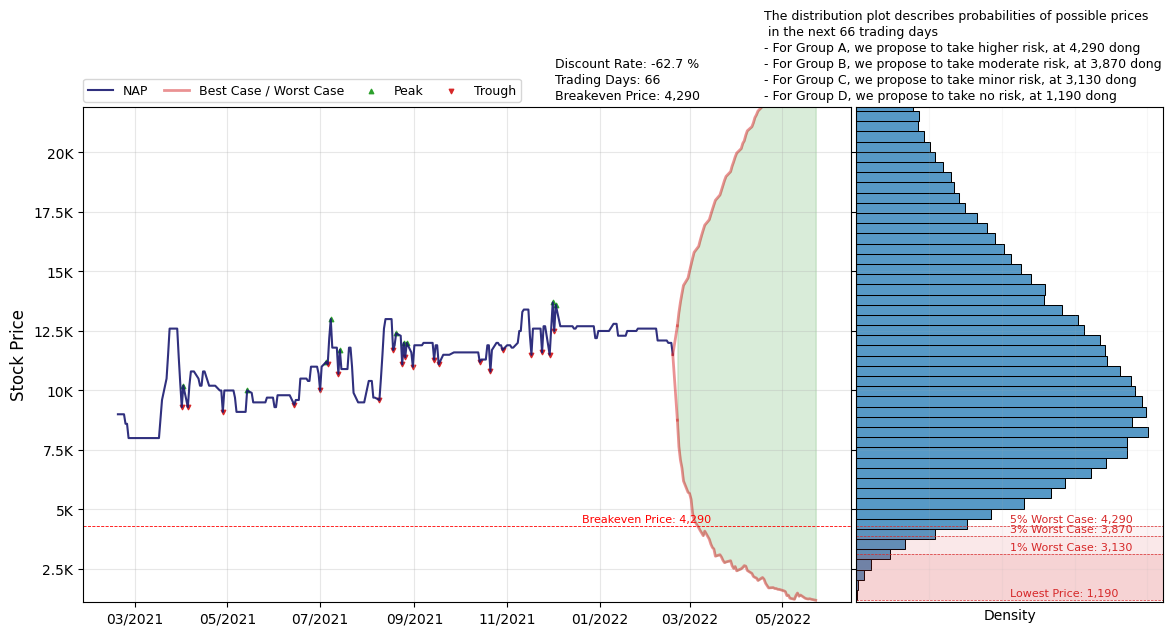 The distribution plot describes probabilities of possible prices
in the next 66 trading days
- For Group A, we propose to take higher risk, at 4,290 dong
- For Group B, we propose to take moderate risk, at 3,870 dong
- For Group C, we propose to take minor risk, at 3,130 dong
- For Group D, we propose to take no risk, at 1,190 dong
Discount Rate: -62.7 %
Trading Days: 66
Breakeven Price: 4,290
NAP
Best Case / Worst Case
Peak
Trough
20K
17.5K
15K
12.5K
10K
7.5K
5K
2.5K
Stock Price
Breakeven Price: 4,290
5% Worst Case: 4,290
3% Worst Case: 3,870
1% Worst Case: 3,130
Lowest Price: 1,190
03/2021
05/2021
07/2021
09/2021
11/2021
01/2022
03/2022
05/2022
Density